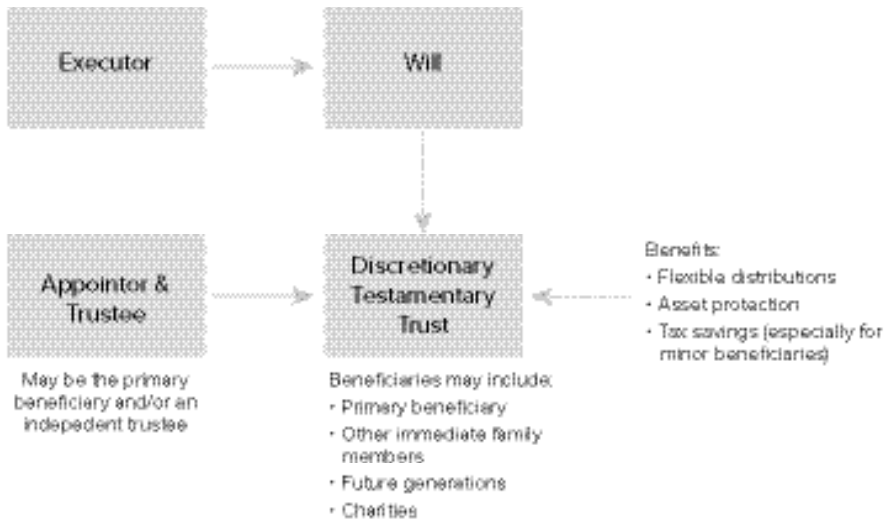 Executor
Will
Appointor &
Trustee
Discretionary
Testamentary
Trust
Benefits:
• Flexible distributions
• Asset protection
• Tax savings (especially for
minor beneficiaries)
May be the primary
beneficiary and/or an
indepedent trustee
Beneficiaries may include:
• Primary beneficiary
• Other immediate family
members
• Future generations
• Charities